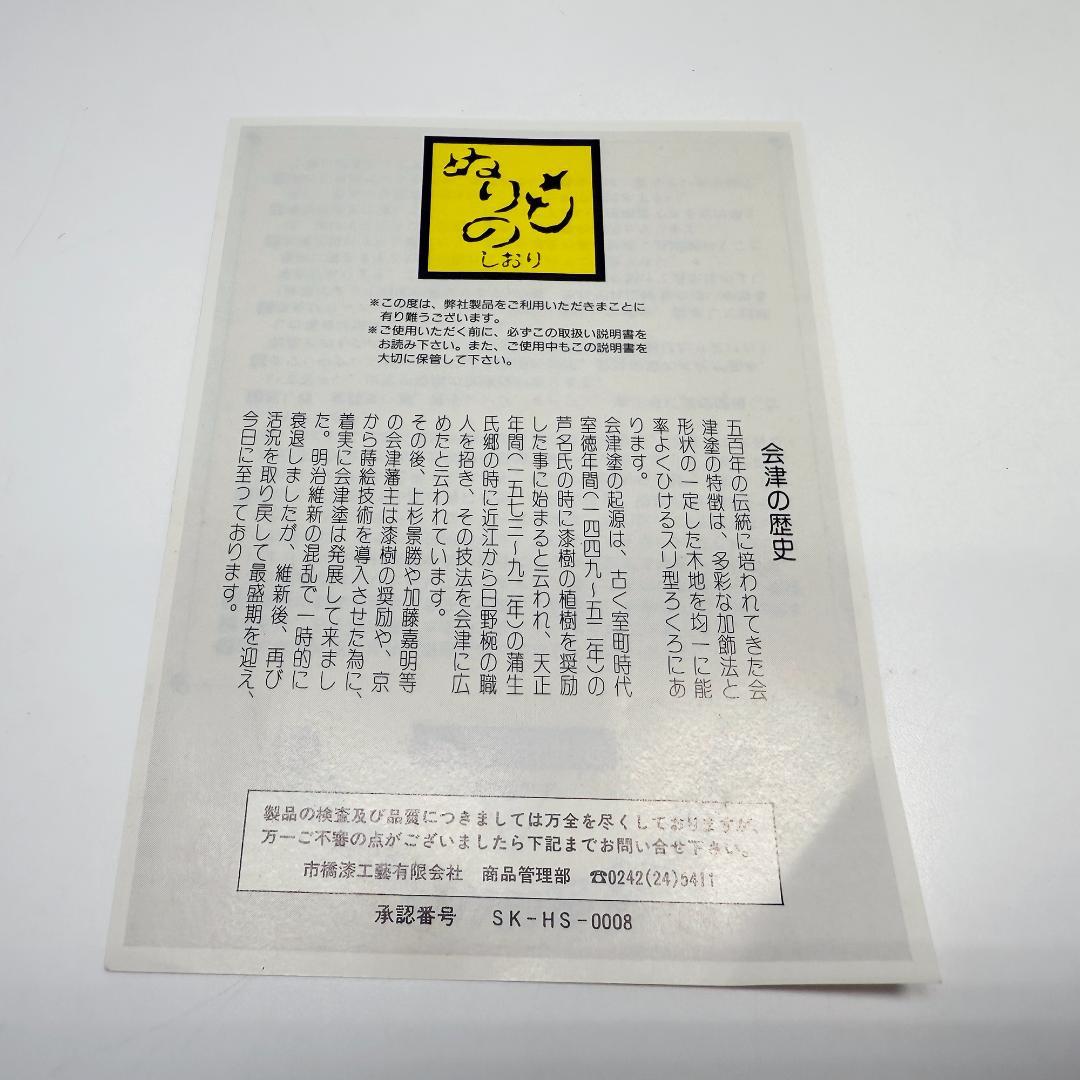 ぬりの
もの
しおり
※この度は、弊社製品をご利用いただきまことに
有り難うございます。
※ご使用いただく前に、必ずこの取扱い説明書を
お読み下さい。また、ご使用中もこの説明書を
大切に保管して下さい。
会津の歴史
五百年の伝統に培われてきた会
津塗の特徴は、多彩な加飾法と
形状の一定した木地を均一に能
率よくひけるスリ型ろくろにあ
ります。
会津塗の起源は、古く室町時代
室徳年間(一四四九〜五二年)の
芦名氏の時に漆樹の植樹を奨励
した事に始まると云われ、天正
年間(一五七三〜九二年)の蒲生
氏郷の時に近江から日野椀の職
人を招き、その技法を会津に広
めたと云われています。
その後、上杉景勝や加藤嘉明等
の会津藩主は漆樹の奨励や、京
から蒔絵技術を導入させた為に、
着実に会津塗は発展して来まし
た。明治維新の混乱で一時的に
衰退しましたが、維新後、再び
活況を取り戻して最盛期を迎え、
今日に至っております。
製品の検査及び品質につきましては万全を尽くしておりますが、
万一ご不審の点がございましたら下記までお問い合せ下さい。
市橋漆工藝有限会社 商品管理部 ☎0242(24)5411
承認番号 SK-HS-0008